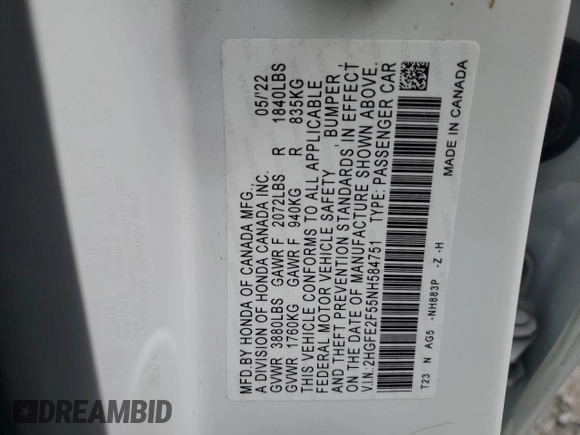 MFD.BY HONDA OF CANADA MFG., 05/'22
A DIVISION OF HONDA CANADA INC.
GVWR 3880LBS GAWR F 2072LBS R 1840LBS
GVWR 1760KG GAWR F 940KG R 835KG
THIS VEHICLE CONFORMS TO ALL APPLICABLE
FEDERAL MOTOR VEHICLE SAFETY , BUMPER ,
AND THEFT PREVENTION STANDARDS IN EFFECT
ON THE DATE OF MANUFACTURE SHOWN ABOVE.
V.I.N.:2HGFE2F55NH584751 TYPE: PASSENGER CAR
T23 N AG5 -NH883P -Z -H MADE IN CANADA
DREAMBID